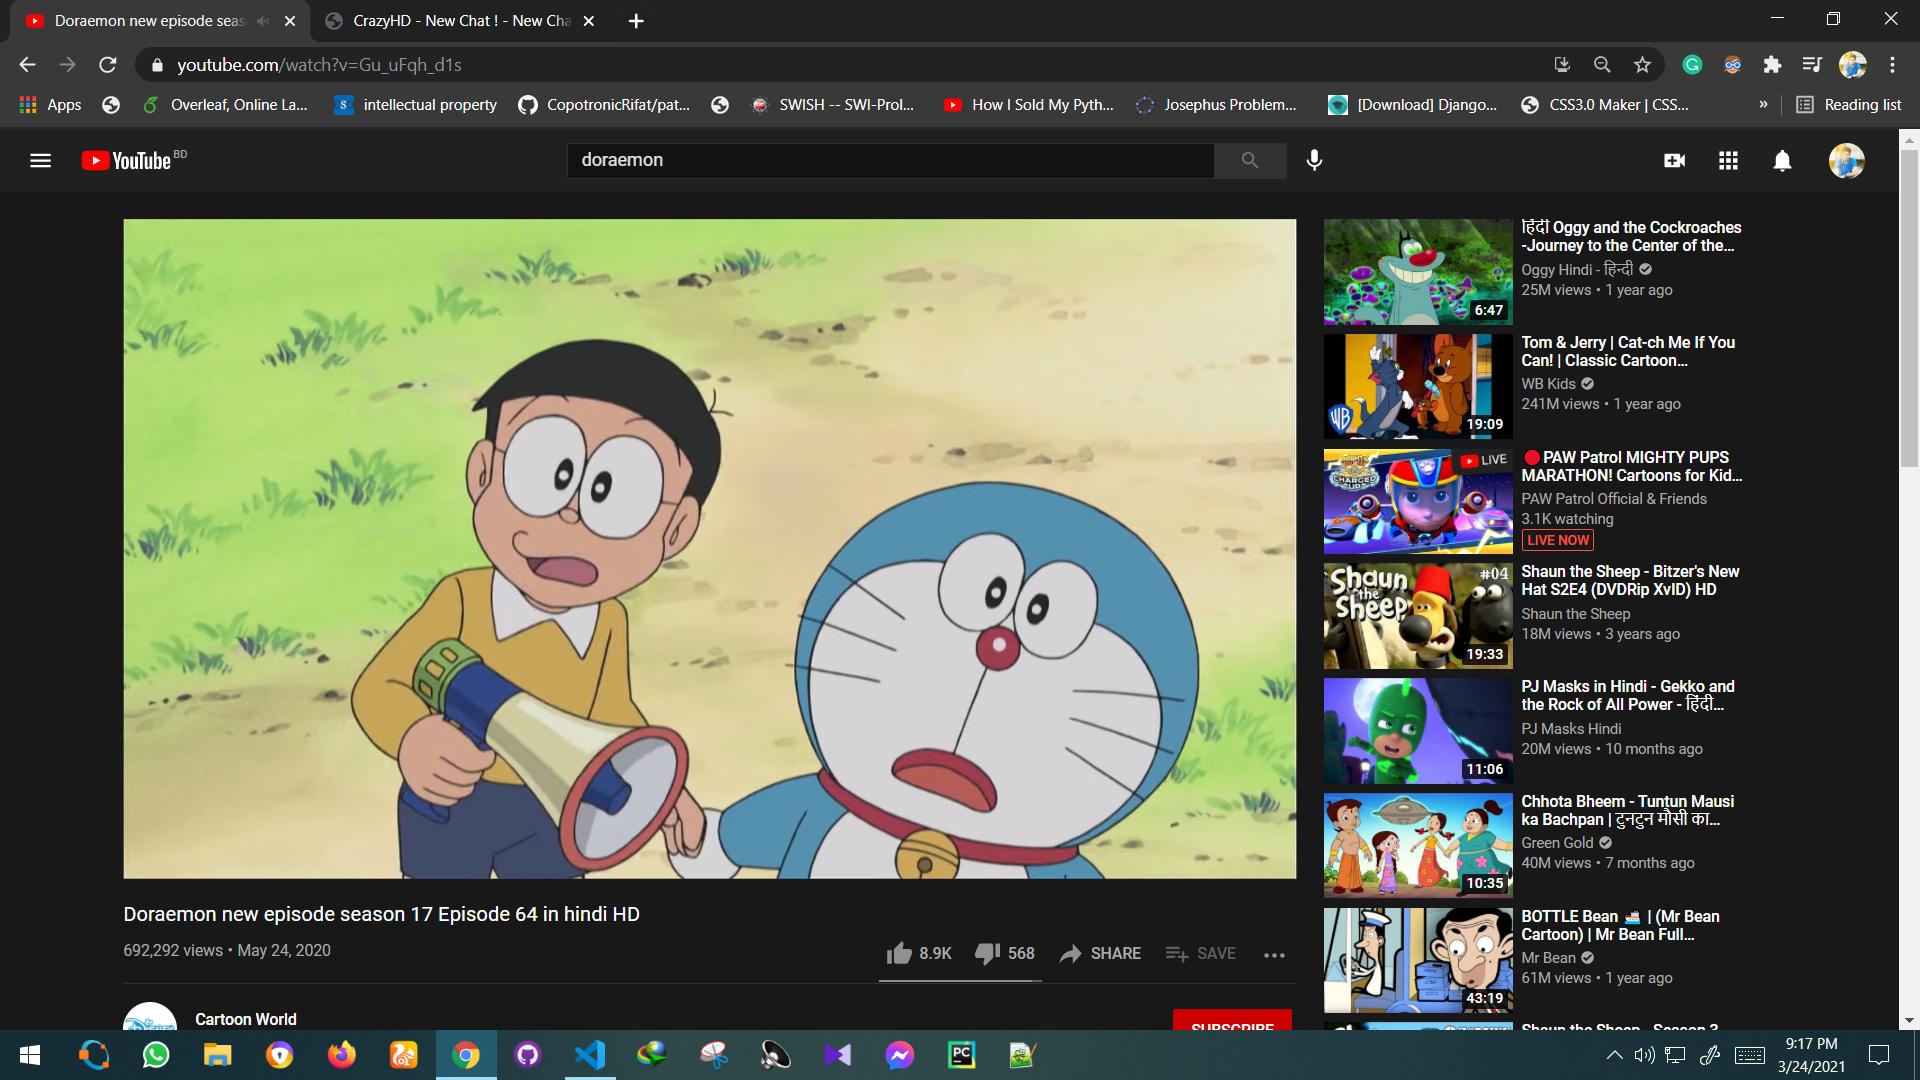 Doraemon new episode seas
CrazyHD - New Chat ! - New Cha
youtube.com/watch?v=Gu_uFqh_d1s
Apps
Overleaf, Online La...
intellectual property
CopotronicRifat/pat...
SWISH -- SWI-Prol...
How I Sold My Pyth...
Josephus Problem...
[Download] Django...
CSS3.0 Maker | CSS...
»
Reading list
YouTube BD
doraemon
हिंदी Oggy and the Cockroaches
-Journey to the Center of the...
Oggy Hindi - हिन्दी
25M views • 1 year ago
6:47
Tom & Jerry | Cat-ch Me If You
Can! | Classic Cartoon...
WB Kids
241M views • 1 year ago
WB
19:09
PAW Patrol MIGHTY PUPS
MARATHON! Cartoons for Kid...
PAW Patrol Official & Friends
3.1K watching
LIVE NOW
LIVE
CHARGED
UP
Shaun the Sheep - Bitzer's New
Hat S2E4 (DVDRip XvID) HD
Shaun the Sheep
18M views • 3 years ago
Shaun
the
Sheep
#04
19:33
PJ Masks in Hindi - Gekko and
the Rock of All Power - हिंदी...
PJ Masks Hindi
20M views • 10 months ago
11:06
Chhota Bheem - Tuntun Mausi
ka Bachpan | टुनटुन मौसी का...
Green Gold
40M views • 7 months ago
10:35
BOTTLE Bean | (Mr Bean
Cartoon) | Mr Bean Full...
Mr Bean
61M views • 1 year ago
43:19
Shaun the Sheep - Season 3
Doraemon new episode season 17 Episode 64 in hindi HD
692,292 views • May 24, 2020
8.9K
568
SHARE
SAVE
Cartoon World
SUBSCRIBE
PC
9:17 PM
3/24/2021